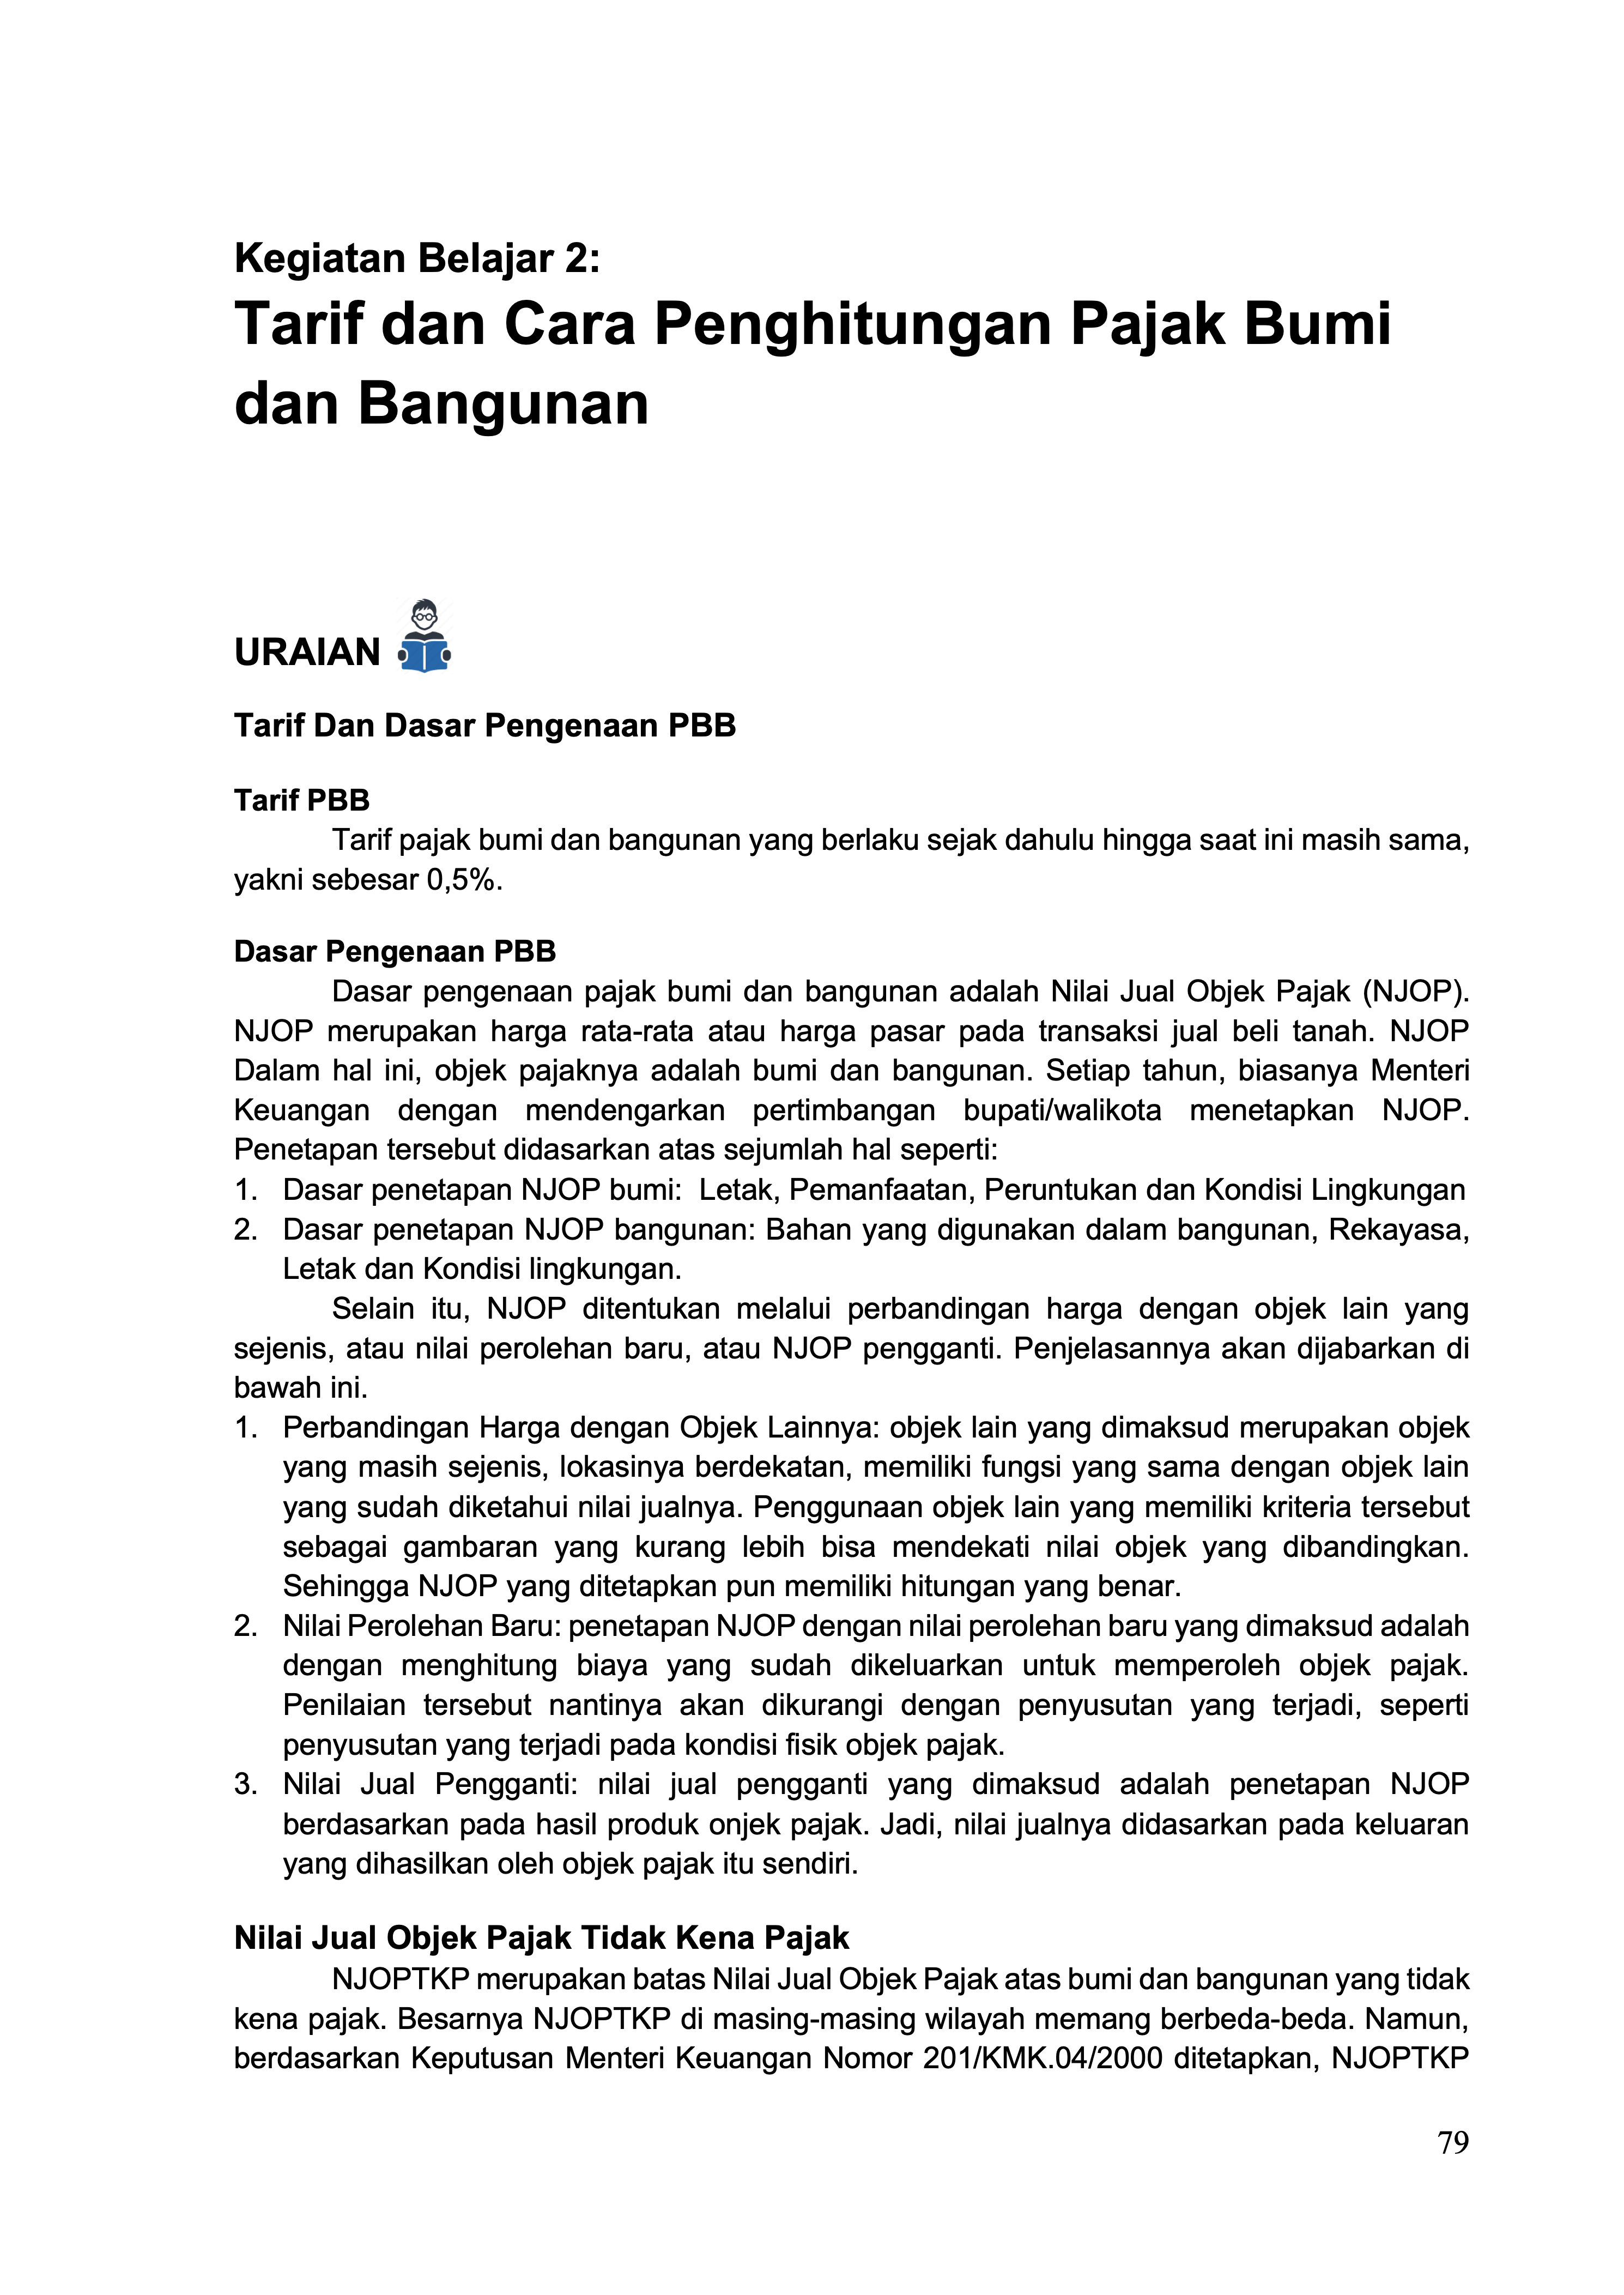 Kegiatan Belajar 2:
Tarif dan Cara Penghitungan Pajak Bumi
dan Bangunan
URAIAN
Tarif Dan Dasar Pengenaan PBB
Tarif PBB
Tarif pajak bumi dan bangunan yang berlaku sejak dahulu hingga saat ini masih sama,
yakni sebesar 0,5%.
Dasar Pengenaan PBB
Dasar pengenaan pajak bumi dan bangunan adalah Nilai Jual Objek Pajak (NJOP).
NJOP merupakan harga rata-rata atau harga pasar pada transaksi jual beli tanah. NJOP
Dalam hal ini, objek pajaknya adalah bumi dan bangunan. Setiap tahun, biasanya Menteri
Keuangan dengan mendengarkan pertimbangan bupati/walikota menetapkan NJOP.
Penetapan tersebut didasarkan atas sejumlah hal seperti:
1. Dasar penetapan NJOP bumi: Letak, Pemanfaatan, Peruntukan dan Kondisi Lingkungan
2. Dasar penetapan NJOP bangunan: Bahan yang digunakan dalam bangunan, Rekayasa,
Letak dan Kondisi lingkungan.
Selain itu, NJOP ditentukan melalui perbandingan harga dengan objek lain yang
sejenis, atau nilai perolehan baru, atau NJOP pengganti. Penjelasannya akan dijabarkan di
bawah ini.
1. Perbandingan Harga dengan Objek Lainnya: objek lain yang dimaksud merupakan objek
yang masih sejenis, lokasinya berdekatan, memiliki fungsi yang sama dengan objek lain
yang sudah diketahui nilai jualnya. Penggunaan objek lain yang memiliki kriteria tersebut
sebagai gambaran yang kurang lebih bisa mendekati nilai objek yang dibandingkan.
Sehingga NJOP yang ditetapkan pun memiliki hitungan yang benar.
2. Nilai Perolehan Baru: penetapan NJOP dengan nilai perolehan baru yang dimaksud adalah
dengan menghitung biaya yang sudah dikeluarkan untuk memperoleh objek pajak.
Penilaian tersebut nantinya akan dikurangi dengan penyusutan yang terjadi, seperti
penyusutan yang terjadi pada kondisi fisik objek pajak.
3. Nilai Jual Pengganti: nilai jual pengganti yang dimaksud adalah penetapan NJOP
berdasarkan pada hasil produk onjek pajak. Jadi, nilai jualnya didasarkan pada keluaran
yang dihasilkan oleh objek pajak itu sendiri.
Nilai Jual Objek Pajak Tidak Kena Pajak
NJOPTKP merupakan batas Nilai Jual Objek Pajak atas bumi dan bangunan yang tidak
kena pajak. Besarnya NJOPTKP di masing-masing wilayah memang berbeda-beda. Namun,
berdasarkan Keputusan Menteri Keuangan Nomor 201/KMK.04/2000 ditetapkan, NJOPTKP
79